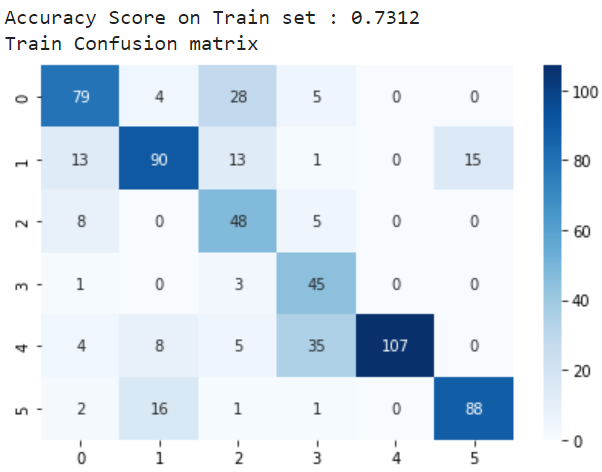 Accuracy Score on Train set : 0.7312
Train Confusion matrix
0 79 4 28 5 0 0
1 13 90 13 1 0 15
2 8 0 48 5 0 0
3 1 0 3 45 0 0
4 4 8 5 35 107 0
5 2 16 1 1 0 88
0 1 2 3 4 5
100
80
60
40
20
0